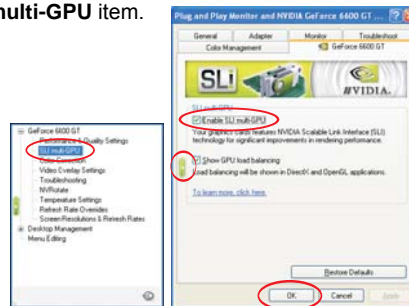 multi-GPU item.
GeForce 6600 GT
Performance & Quality Settings
SLI multi-GPU
Color Correction
Video Overlay Settings
Troubleshooting
NVRotate
Temperature Settings
Refresh Rate Overrides
Screen Resolutions & Refresh Rates
Desktop Management
Menu Editing
Plug and Play Monitor and NVIDIA GeForce 6600 GT ...
General
Adapter
Monitor
Troubleshoot
Color Management
GeForce 6600 GT
SLI
NVIDIA.
SLI multi-GPU
Enable SLI multi-GPU
Your graphics cards features NVIDIA Scalable Link Interface (SLI)
technology for significant improvements in rendering performance.
Show GPU load balancing
Load balancing will be shown in DirectX and OpenGL applications.
To learn more, click here.
Restore Defaults
OK
Cancel
Apply